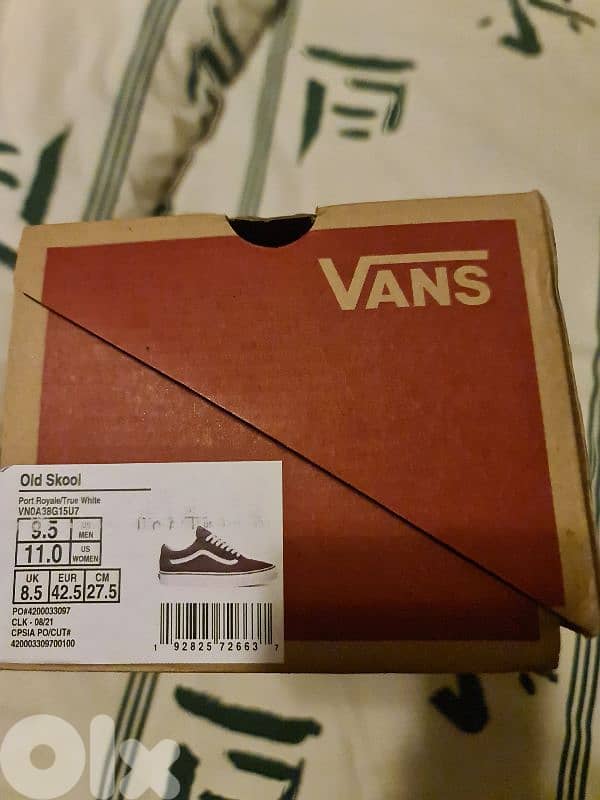 VANS
Old Skool
Port Royale/True White
VN0A38G15U7
9.5 US MEN
11.0 US WOMEN
UK EUR CM
8.5 42.5 27.5
PO#4200033097
CLK - 08/21
CPSIA PO/CUT#
420003309700100
1 92825 72663 7
OLX